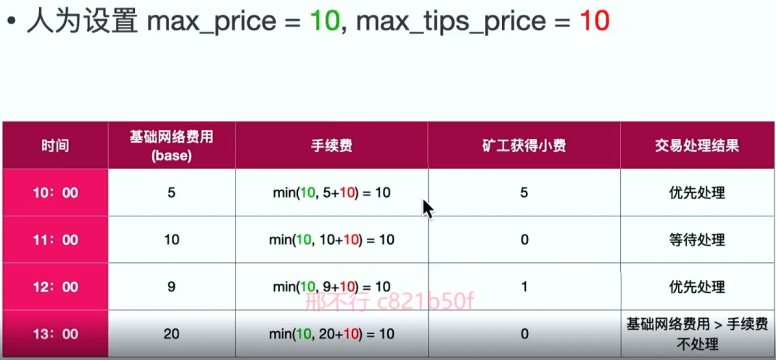 • 人为设置 max_price = 10, max_tips_price = 10
时间 基础网络费用 (base) 手续费 矿工获得小费 交易处理结果
10：00 5 min(10, 5+10) = 10 5 优先处理
11：00 10 min(10, 10+10) = 10 0 等待处理
12：00 9 min(10, 9+10) = 10 1 优先处理
邢不行 c821b50f
13：00 20 min(10, 20+10) = 10 0 基础网络费用 > 手续费 不处理